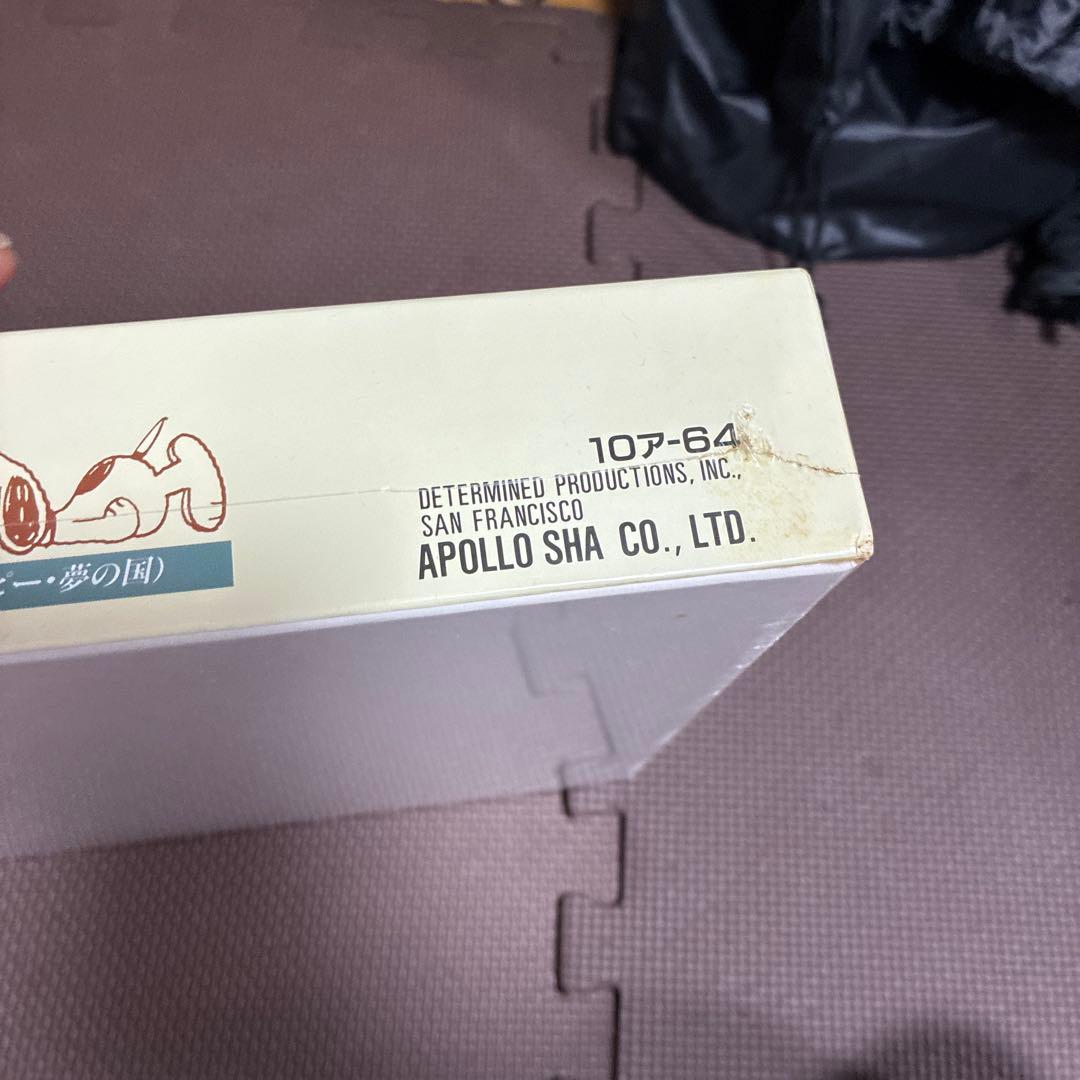 10ア-64
DETERMINED PRODUCTIONS, INC.,
SAN FRANCISCO
APOLLO SHA CO., LTD.
ピー・夢の国)